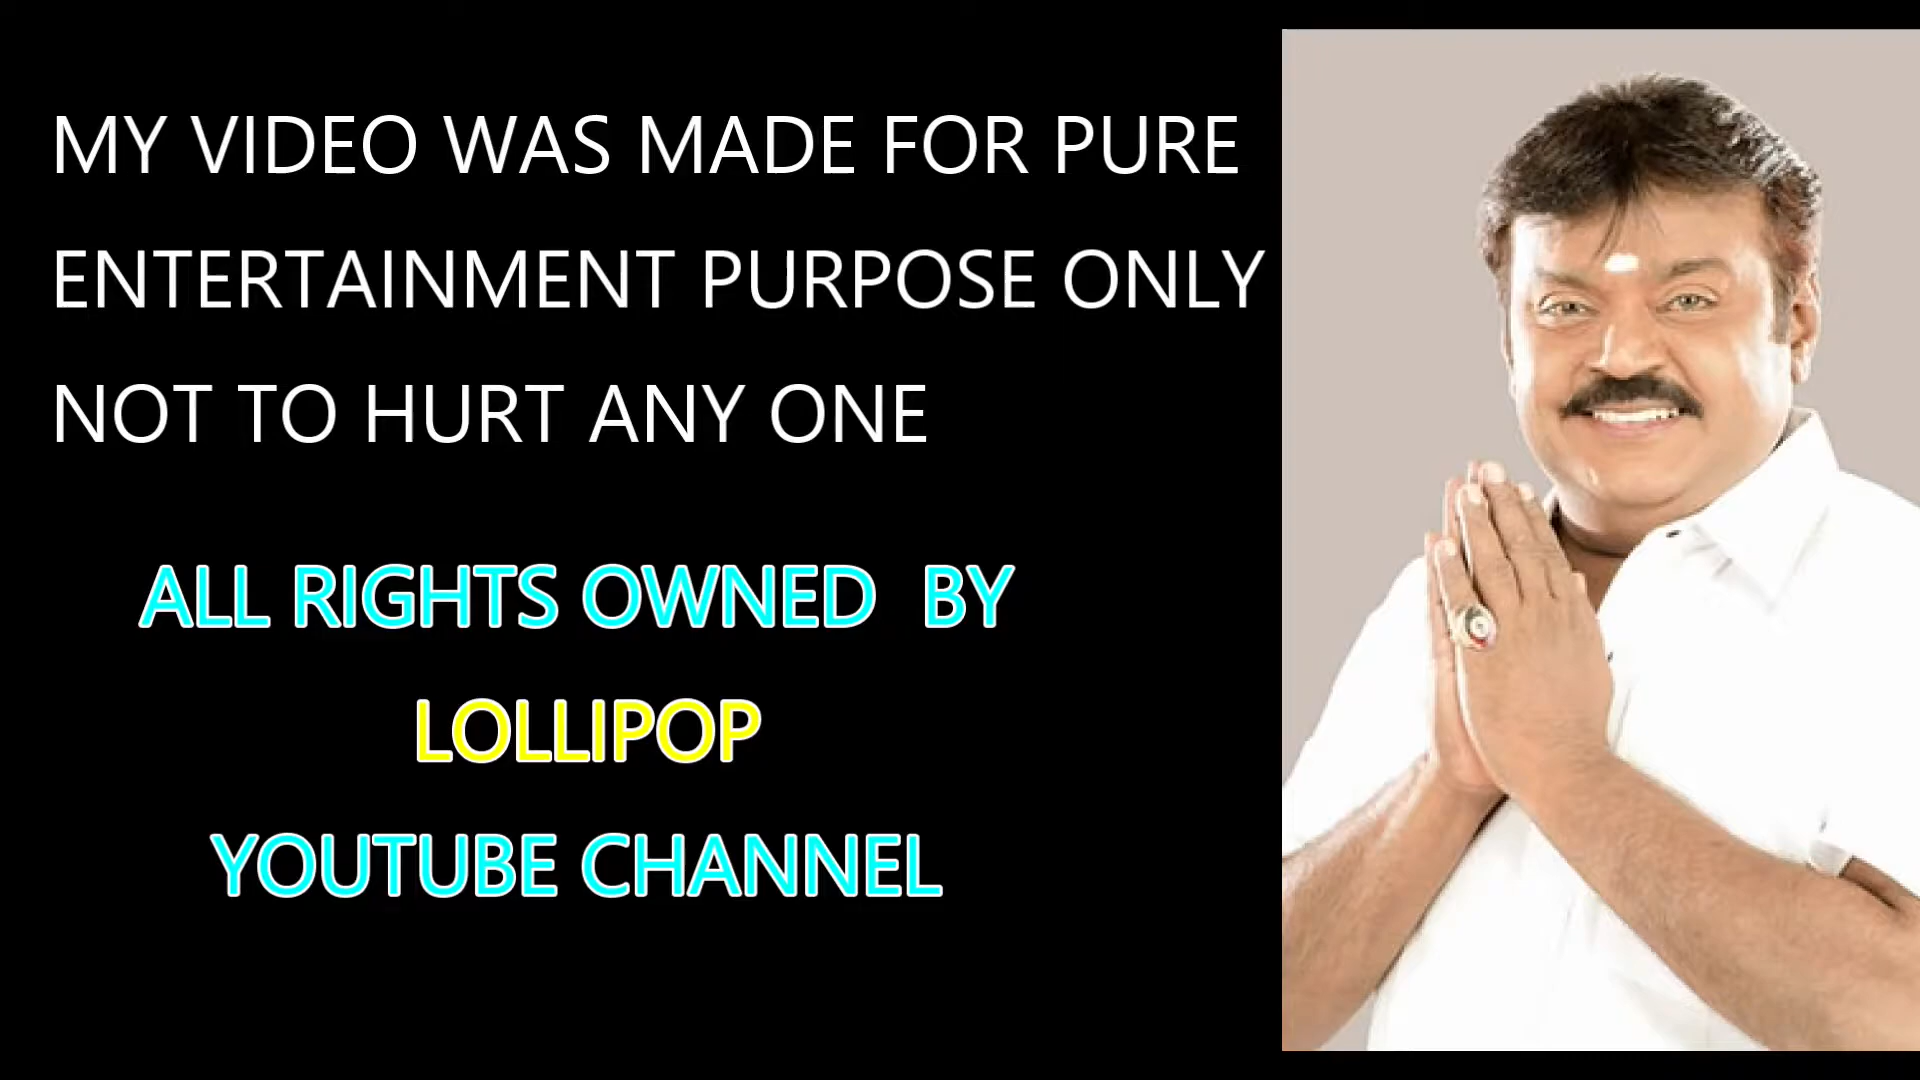 MY VIDEO WAS MADE FOR PURE
ENTERTAINMENT PURPOSE ONLY
NOT TO HURT ANY ONE
ALL RIGHTS OWNED BY
LOLLIPOP
YOUTUBE CHANNEL